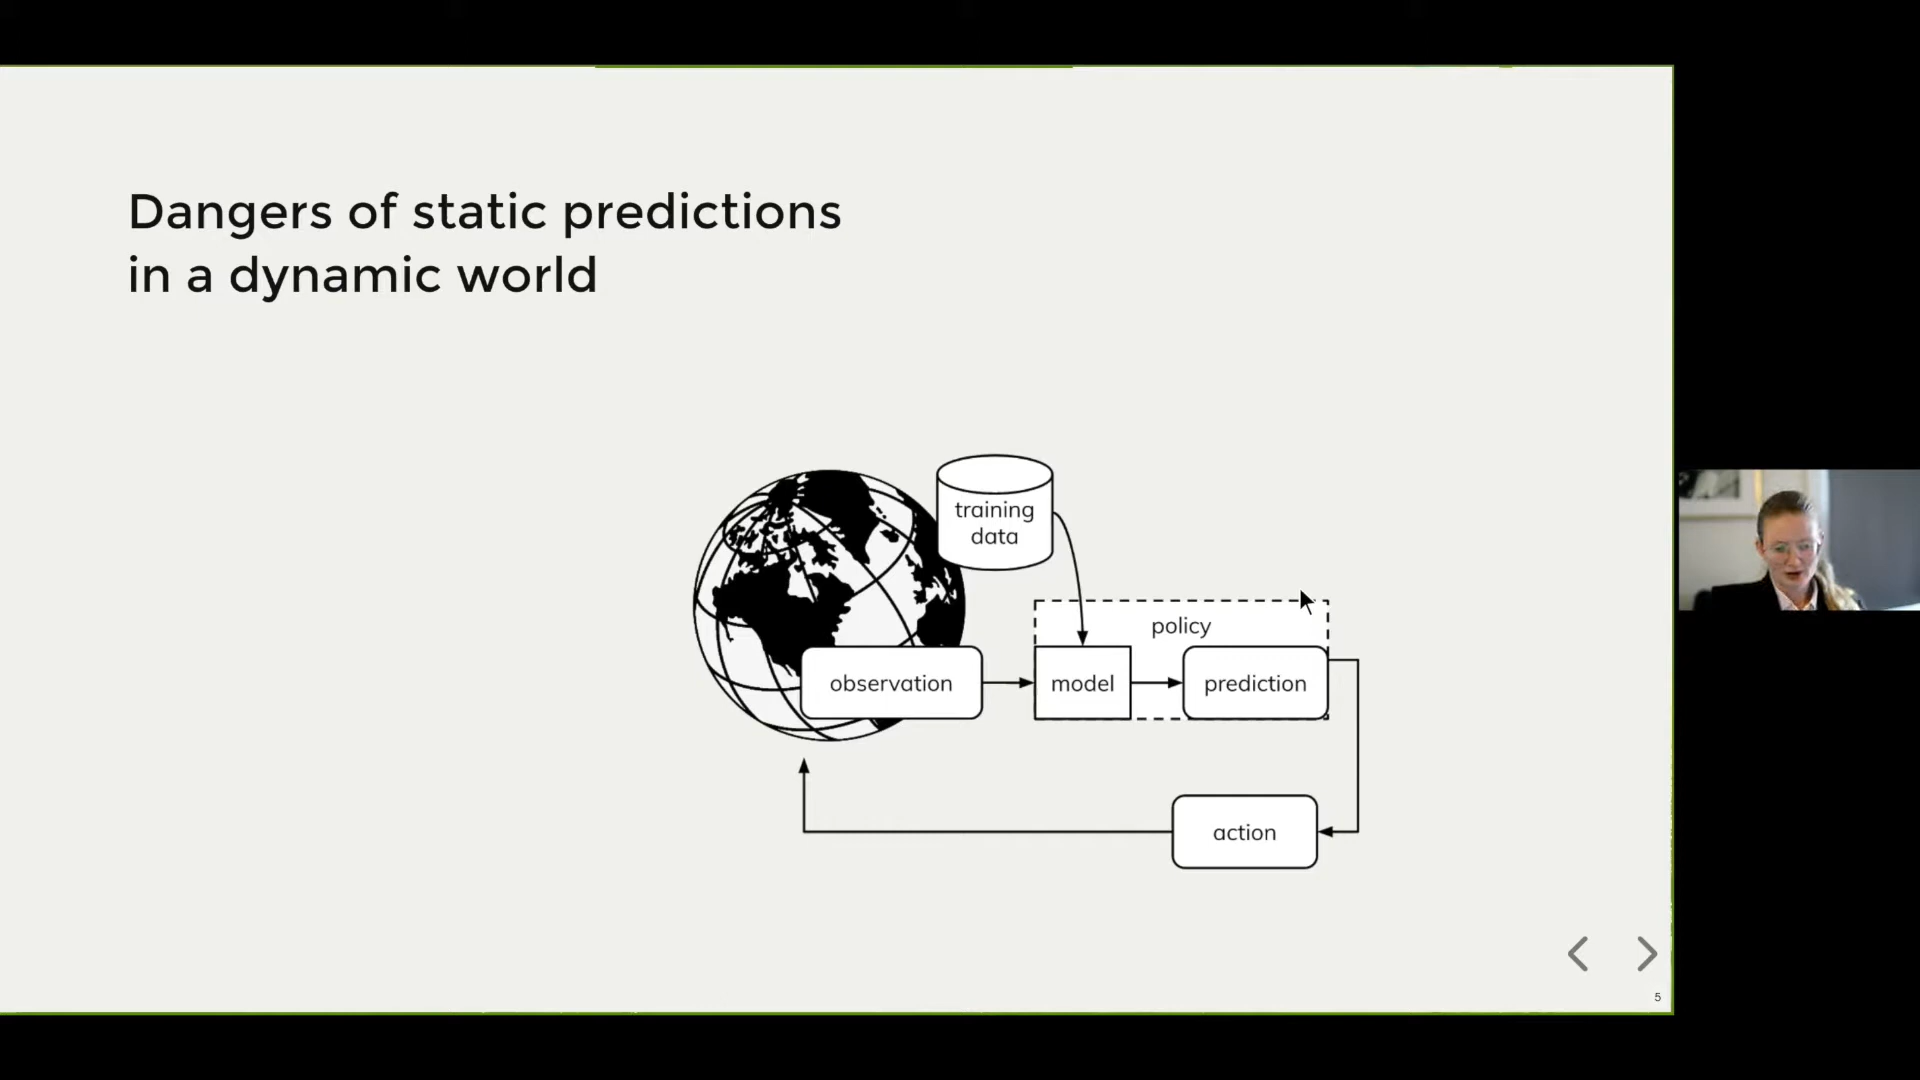 Dangers of static predictions
in a dynamic world
training
data
policy
observation
model
prediction
action
5